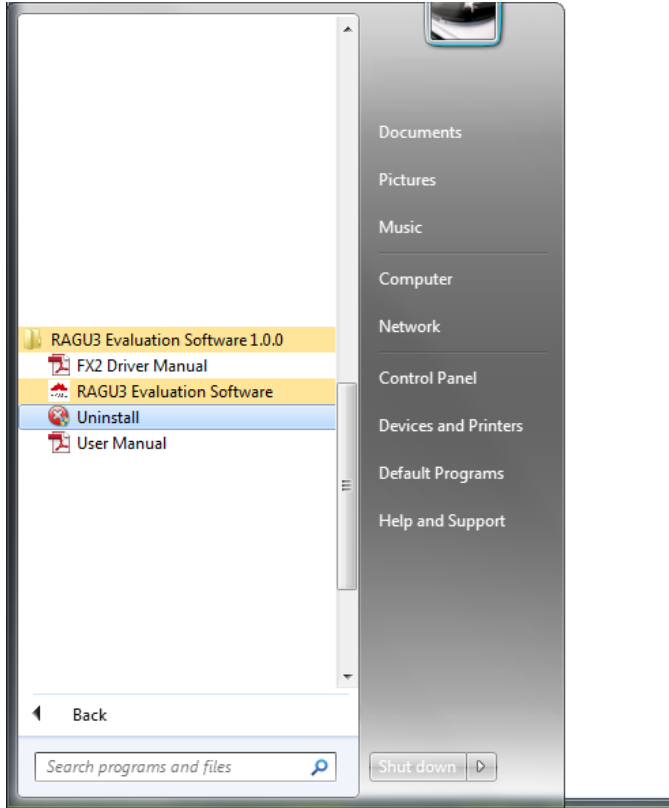 RAGU3 Evaluation Software 1.0.0
FX2 Driver Manual
RAGU3 Evaluation Software
Uninstall
User Manual
Back
Search programs and files
Documents
Pictures
Music
Computer
Network
Control Panel
Devices and Printers
Default Programs
Help and Support
Shut down